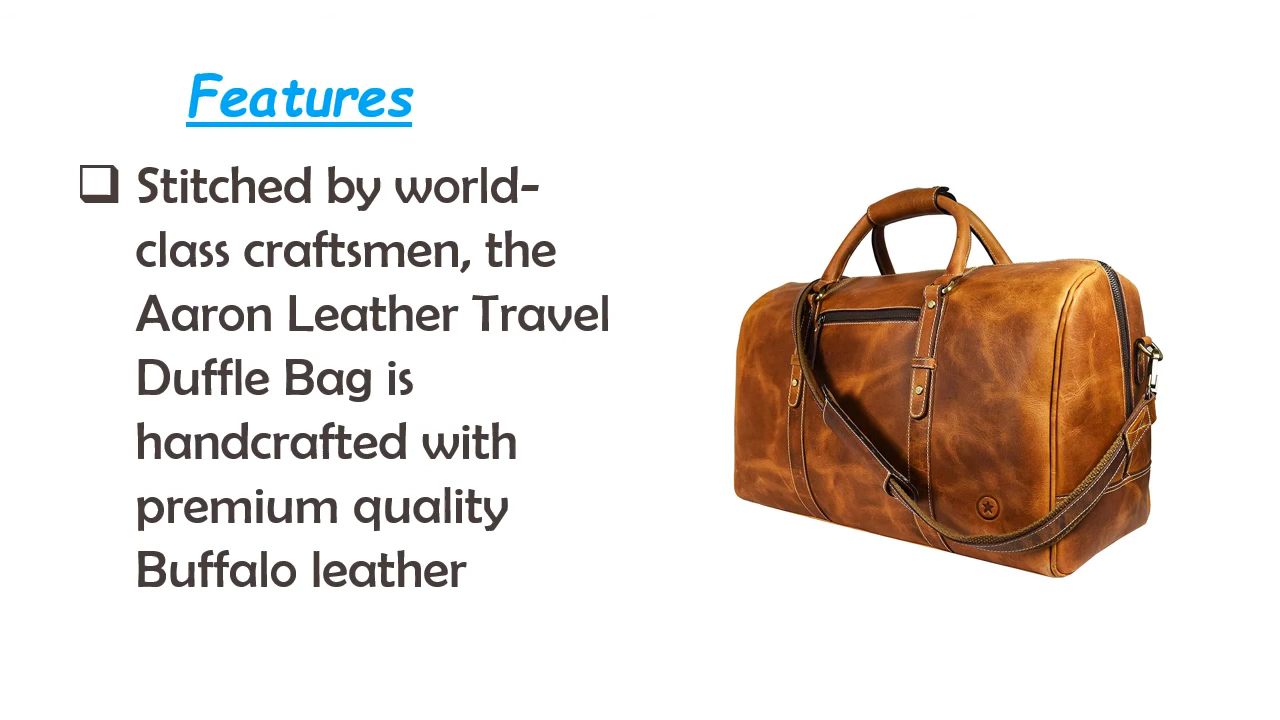 Features
Stitched by world-
class craftsmen, the
Aaron Leather Travel
Duffle Bag is
handcrafted with
premium quality
Buffalo leather